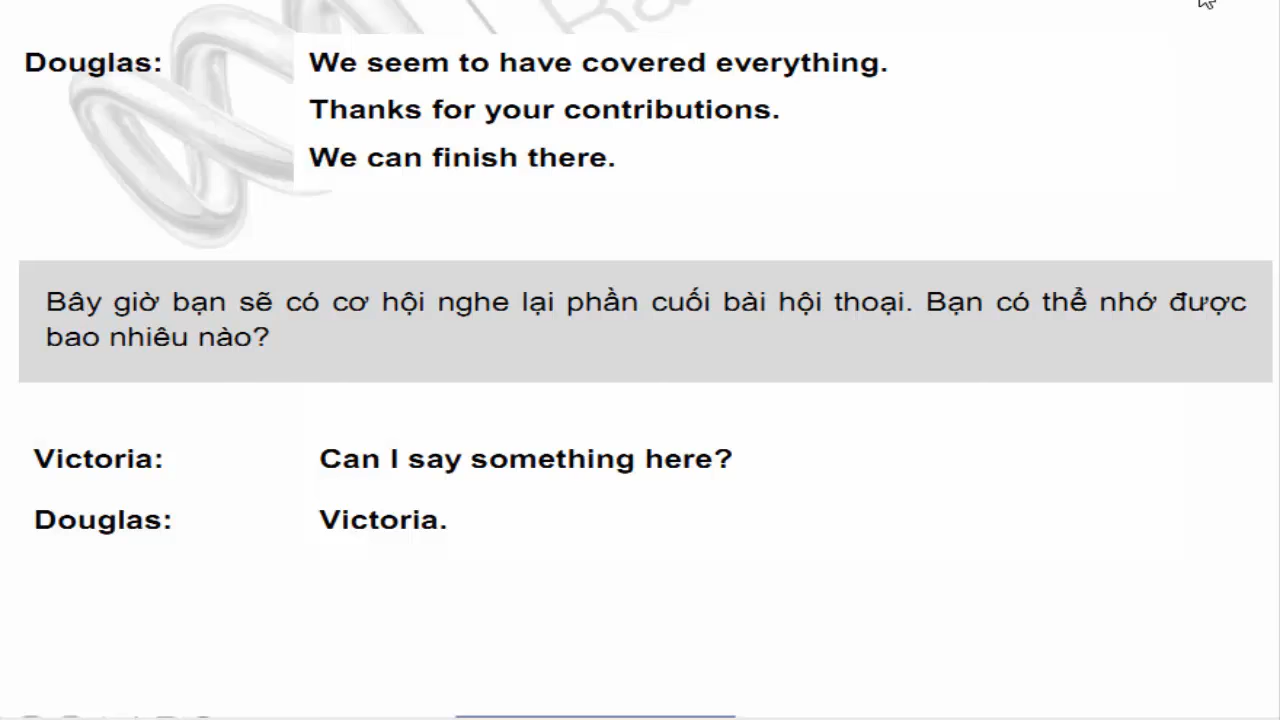 Douglas: We seem to have covered everything.
Thanks for your contributions.
We can finish there.
Bây giờ bạn sẽ có cơ hội nghe lại phần cuối bài hội thoại. Bạn có thể nhớ được
bao nhiêu nào?
Victoria: Can I say something here?
Douglas: Victoria.